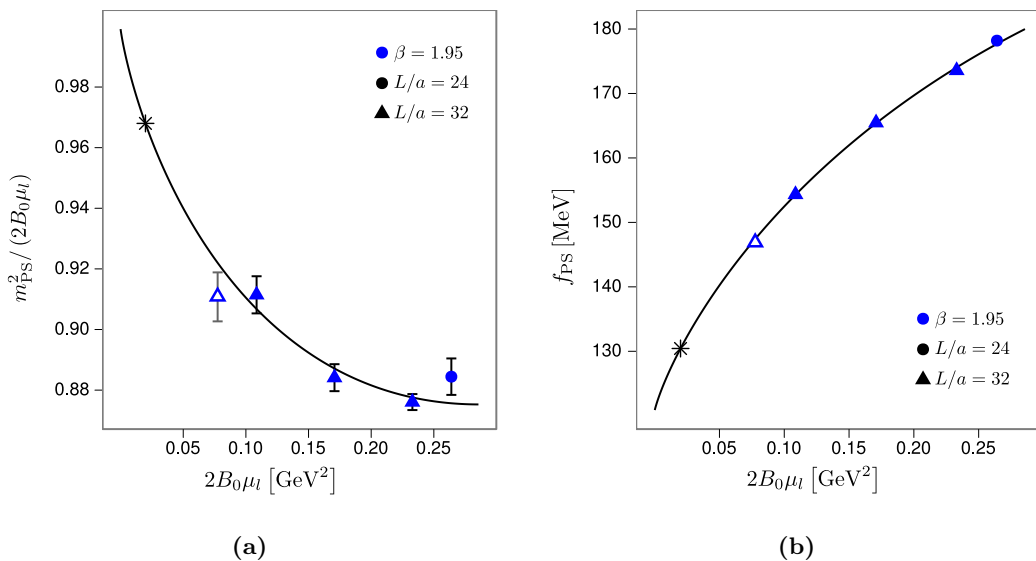 0.98
0.96
0.94
0.92
0.90
0.88
0.05 0.10 0.15 0.20 0.25
m²_PS/(2B₀μ_l)
2B₀μ_l [GeV²]
β = 1.95
L/a = 24
L/a = 32
(a)
180
170
160
150
140
130
0.05 0.10 0.15 0.20 0.25
f_PS [MeV]
2B₀μ_l [GeV²]
β = 1.95
L/a = 24
L/a = 32
(b)